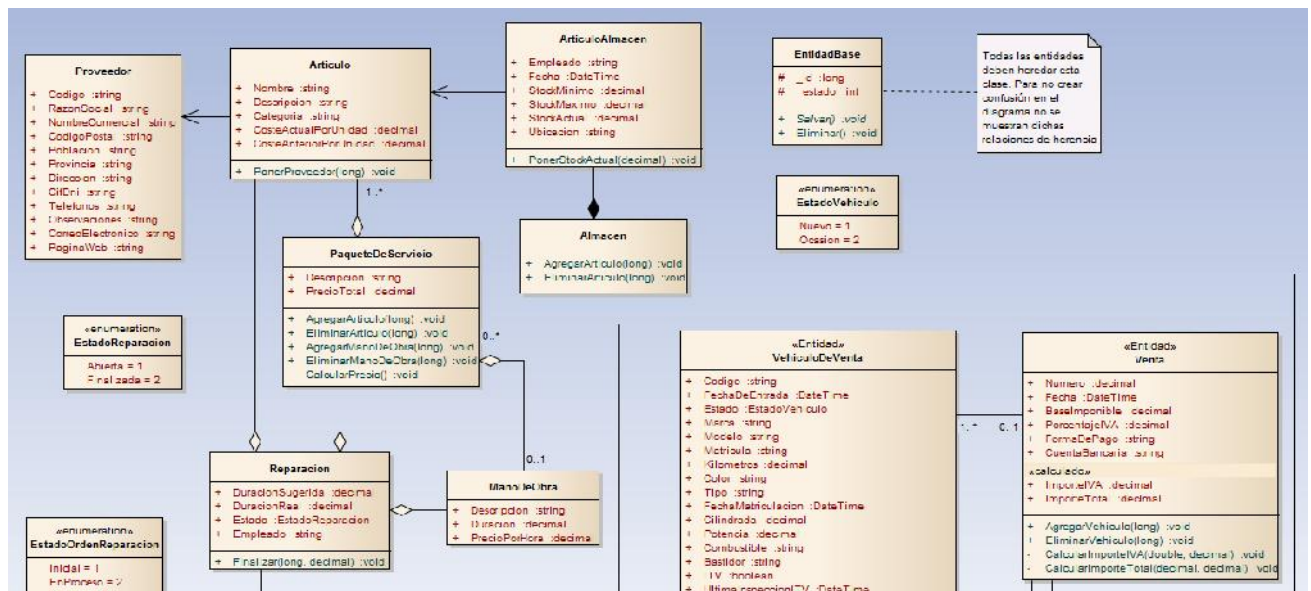 Proveedor
+ Codigo :string
+ RazonSocial :string
+ NombreComercial :string
+ CodigoPostal :string
+ Poblacion :string
+ Provincia :string
+ Direccion :string
+ CifDni :string
+ Telefonos :string
+ Observaciones :string
+ CorreoElectronico :string
+ PaginaWeb :string
Articulo
+ Nombre :string
+ Descripcion :string
+ Categoria :string
+ CosteActualPorUnidad :decimal
+ CosteAnteriorPorUnidad :decimal
+ PonerProveedor(long) :void
1..*
ArticuloAlmacen
+ Empleado :string
+ Fecha :DateTime
+ StockMinimo :decimal
+ StockMaximo :decimal
+ StockActual :decimal
+ Ubicacion :string
+ PonerStockActual(decimal) :void
EntidadBase
# _id :long
# _estado :int
+ Salvar() :void
+ Eliminar() :void
Todas las entidades
deben heredar esta
clase. Para no crear
confusión en el
diagrama no se
muestran dichas
relaciones de herencia
«enumeration»
EstadoVehiculo
Nuevo = 1
Ocasion = 2
Almacen
+ AgregarArticulo(long) :void
+ EliminarArticulo(long) :void
PaqueteDeServicio
+ Descripcion :string
+ PrecioTotal :decimal
+ AgregarArticulo(long) :void
+ EliminarArticulo(long) :void
+ AgregarManoDeObra(long) :void
+ EliminarManoDeObra(long) :void
CalcularPrecio() :void
0..*
«enumeration»
EstadoReparacion
Abierta = 1
Finalizada = 2
«Entidad»
VehiculoDeVenta
+ Codigo :string
+ FechaDeEntrada :DateTime
+ Estado :EstadoVehiculo
+ Marca :string
+ Modelo :string
+ Matricula :string
+ Kilometros :decimal
+ Color :string
+ Tipo :string
+ FechaMatriculacion :DateTime
+ Cilindrada :decimal
+ Potencia :decimal
+ Combustible :string
+ Bastidor :string
+ ITV :boolean
1..*
0..1
«Entidad»
Venta
+ Numero :decimal
+ Fecha :DateTime
+ BaseImponible :decimal
+ PorcentajeIVA :decimal
+ FormaDePago :string
+ CuentaBancaria :string
«calculado»
+ ImporteIVA :decimal
+ ImporteTotal :decimal
+ AgregarVehiculo(long) :void
+ EliminarVehiculo(long) :void
- CalcularImporteIVA(double, decimal) :void
- CalcularImporteTotal(decimal, decimal) :void
Reparacion
+ DuracionSugerida :decimal
+ DuracionReal :decimal
+ Estado :EstadoReparacion
+ Empleado :string
+ Finalizar(long, decimal) :void
0..1
ManoDeObra
+ Descripcion :string
+ Duracion :decimal
+ PrecioPorHora :decimal
«enumeration»
EstadoOrdenReparacion
Inicial = 1
EnProceso = 2